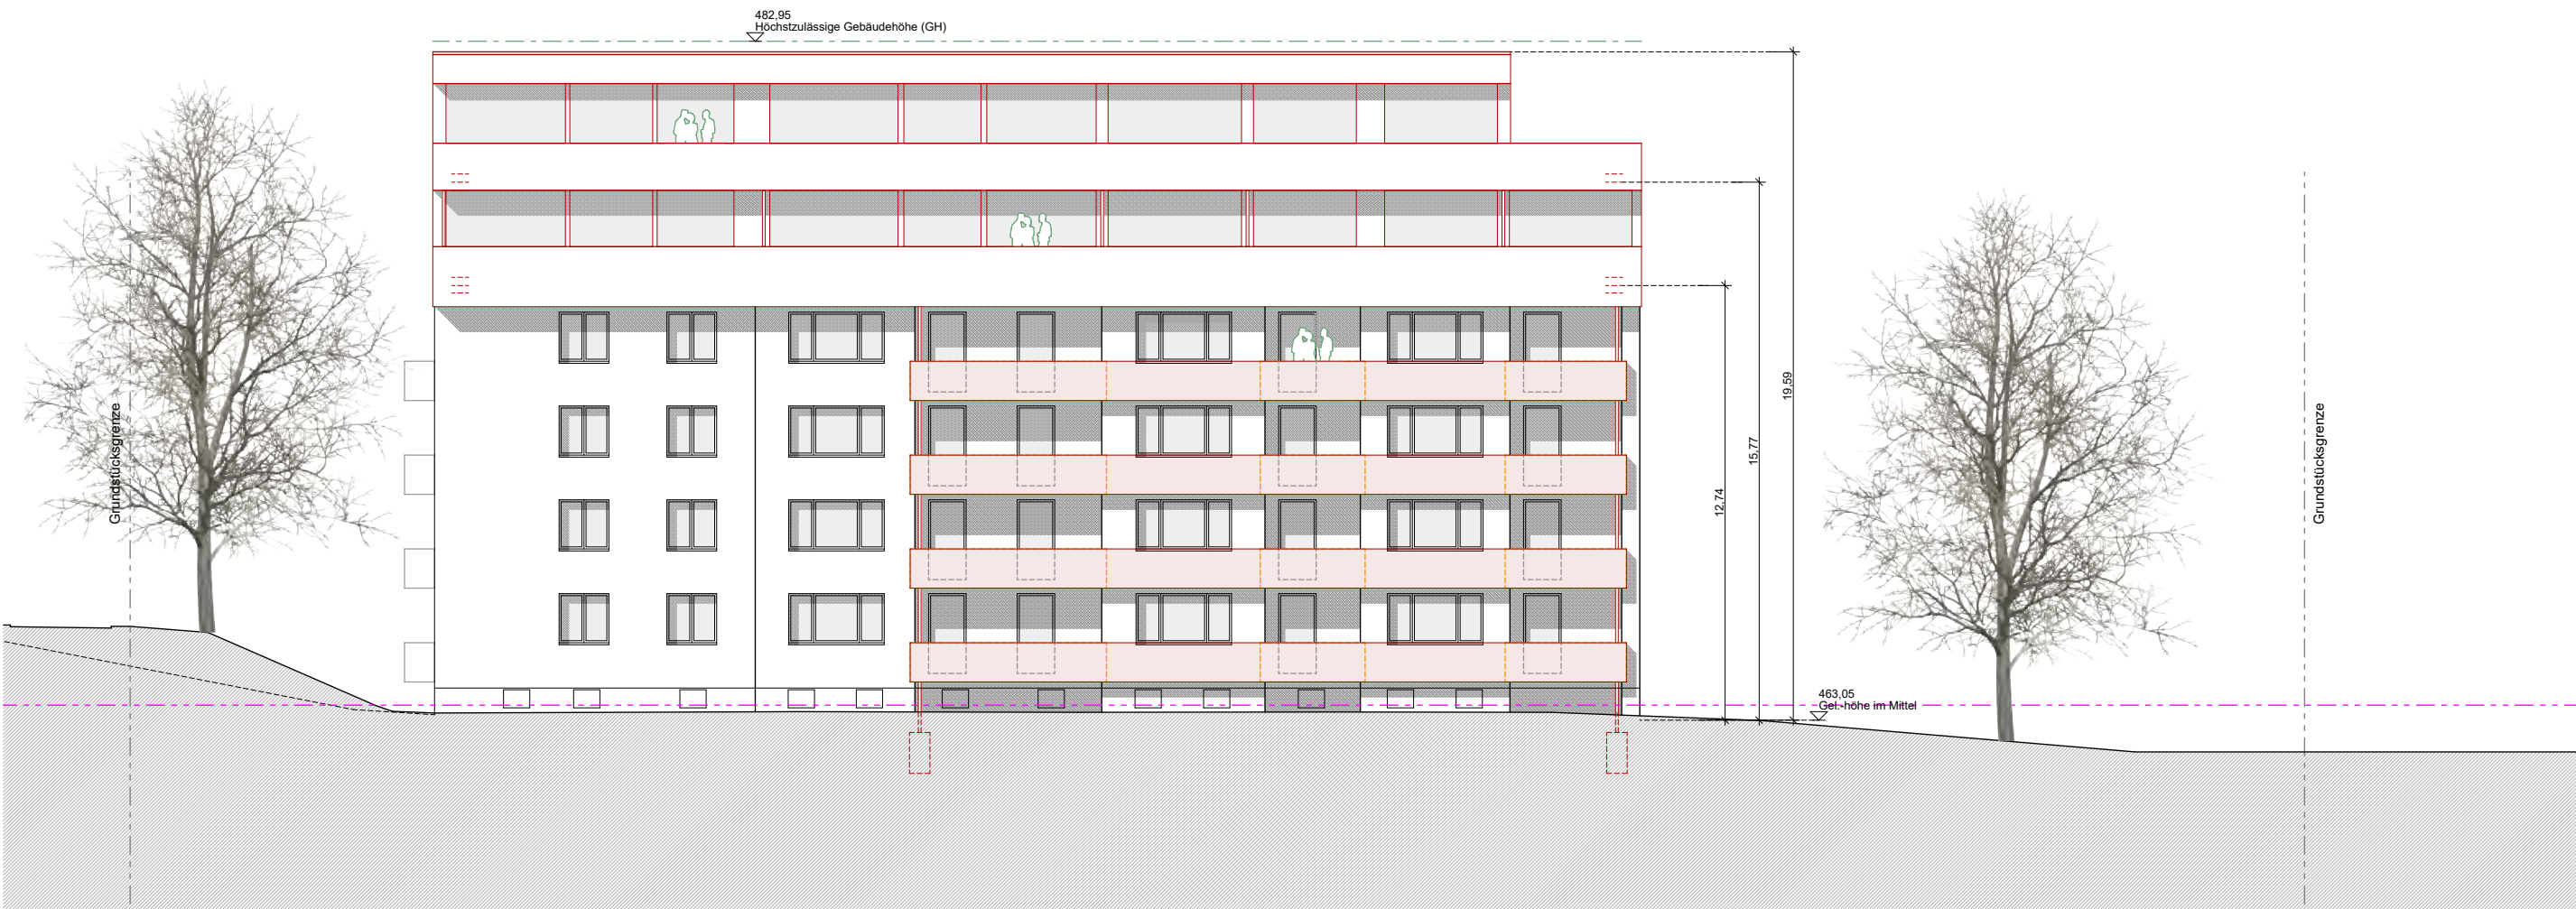 482,95
Höchstzulässige Gebäudehöhe (GH)
Grundstücksgrenze
12,74
15,77
19,59
Grundstücksgrenze
463,05
Gel.-höhe im Mittel